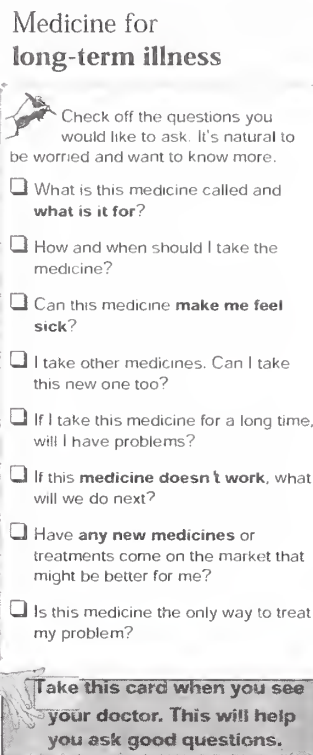 Medicine for
long-term illness
Check off the questions you
would like to ask. It's natural to
be worried and want to know more.
What is this medicine called and
what is it for?
How and when should I take the
medicine?
Can this medicine make me feel
sick?
I take other medicines. Can I take
this new one too?
If I take this medicine for a long time,
will I have problems?
If this medicine doesn't work, what
will we do next?
Have any new medicines or
treatments come on the market that
might be better for me?
Is this medicine the only way to treat
my problem?
Take this card when you see
your doctor. This will help
you ask good questions.